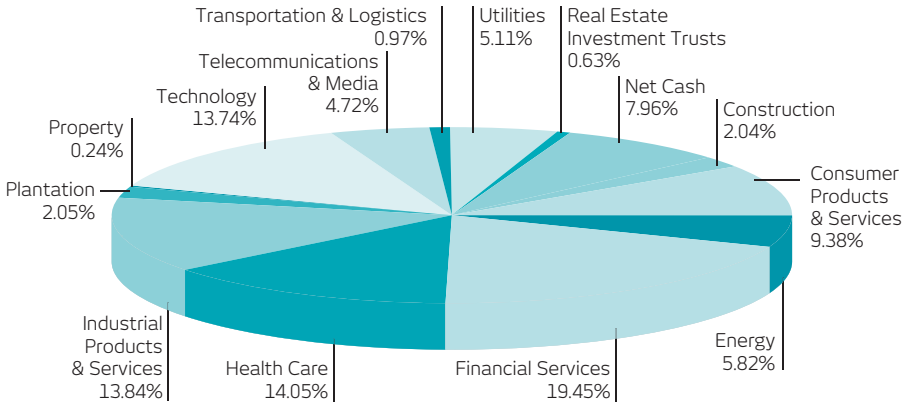 Transportation & Logistics
0.97%
Utilities
5.11%
Real Estate
Investment Trusts
0.63%
Net Cash
7.96%
Construction
2.04%
Consumer
Products
& Services
9.38%
Energy
5.82%
Financial Services
19.45%
Health Care
14.05%
Industrial
Products
& Services
13.84%
Plantation
2.05%
Property
0.24%
Technology
13.74%
Telecommunications
& Media
4.72%